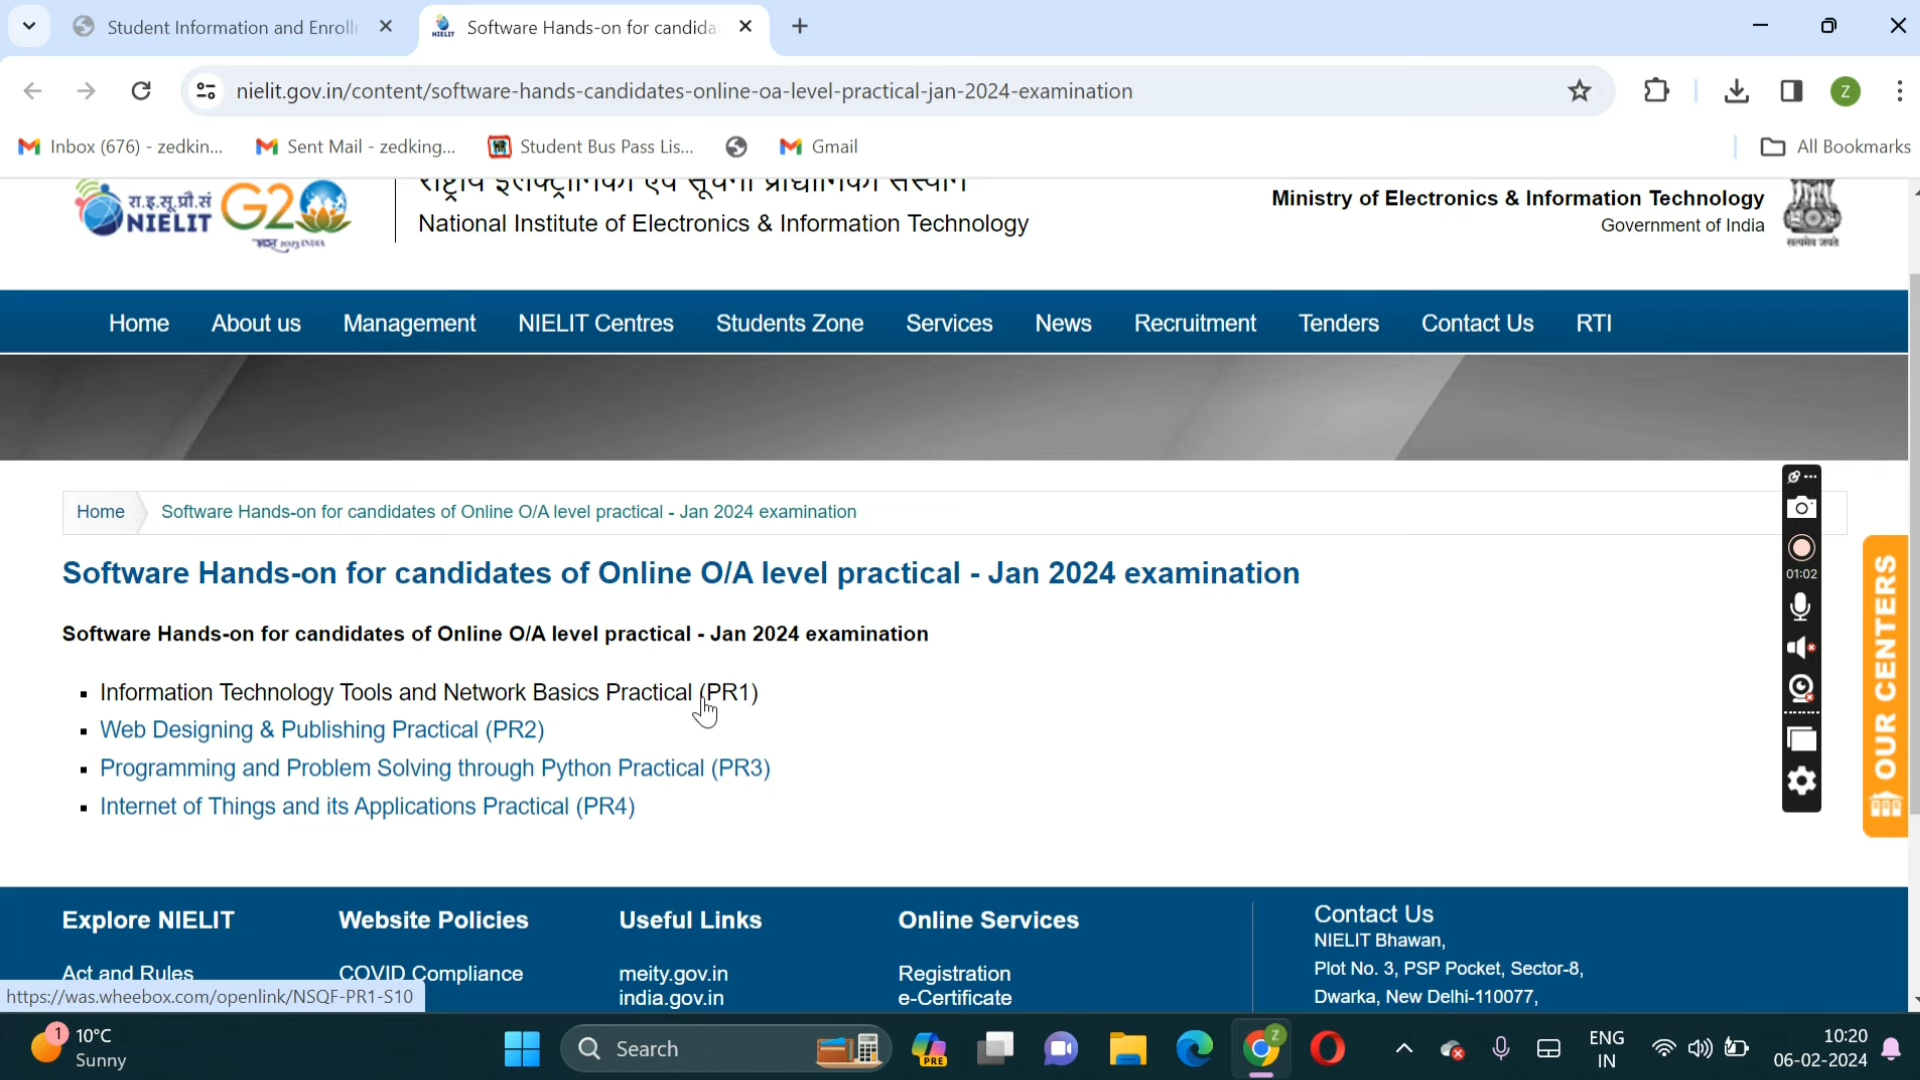 Student Information and Enroll
Software Hands-on for candida
nielit.gov.in/content/software-hands-candidates-online-oa-level-practical-jan-2024-examination
Z
Inbox (676) - zedkin...
Sent Mail - zedking...
Student Bus Pass Lis...
Gmail
All Bookmarks
रा.इ.सू.प्रौ.सं
NIELIT
G20
राष्ट्रीय इलेक्ट्रॉनिकी एवं सूचना प्रौद्योगिकी संस्थान
National Institute of Electronics & Information Technology
Ministry of Electronics & Information Technology
Government of India
सत्यमेव जयते
Home About us Management NIELIT Centres Students Zone Services News Recruitment Tenders Contact Us RTI
Home Software Hands-on for candidates of Online O/A level practical - Jan 2024 examination
Software Hands-on for candidates of Online O/A level practical - Jan 2024 examination
Software Hands-on for candidates of Online O/A level practical - Jan 2024 examination
Information Technology Tools and Network Basics Practical (PR1)
Web Designing & Publishing Practical (PR2)
Programming and Problem Solving through Python Practical (PR3)
Internet of Things and its Applications Practical (PR4)
01:02
OUR CENTERS
Explore NIELIT
Act and Rules
Website Policies
COVID Compliance
Useful Links
meity.gov.in
india.gov.in
Online Services
Registration
e-Certificate
Contact Us
NIELIT Bhawan,
Plot No. 3, PSP Pocket, Sector-8,
Dwarka, New Delhi-110077,
https://was.wheebox.com/openlink/NSQF-PR1-S10
1
10°C
Sunny
Search
PRE
Z
ENG
IN
10:20
06-02-2024